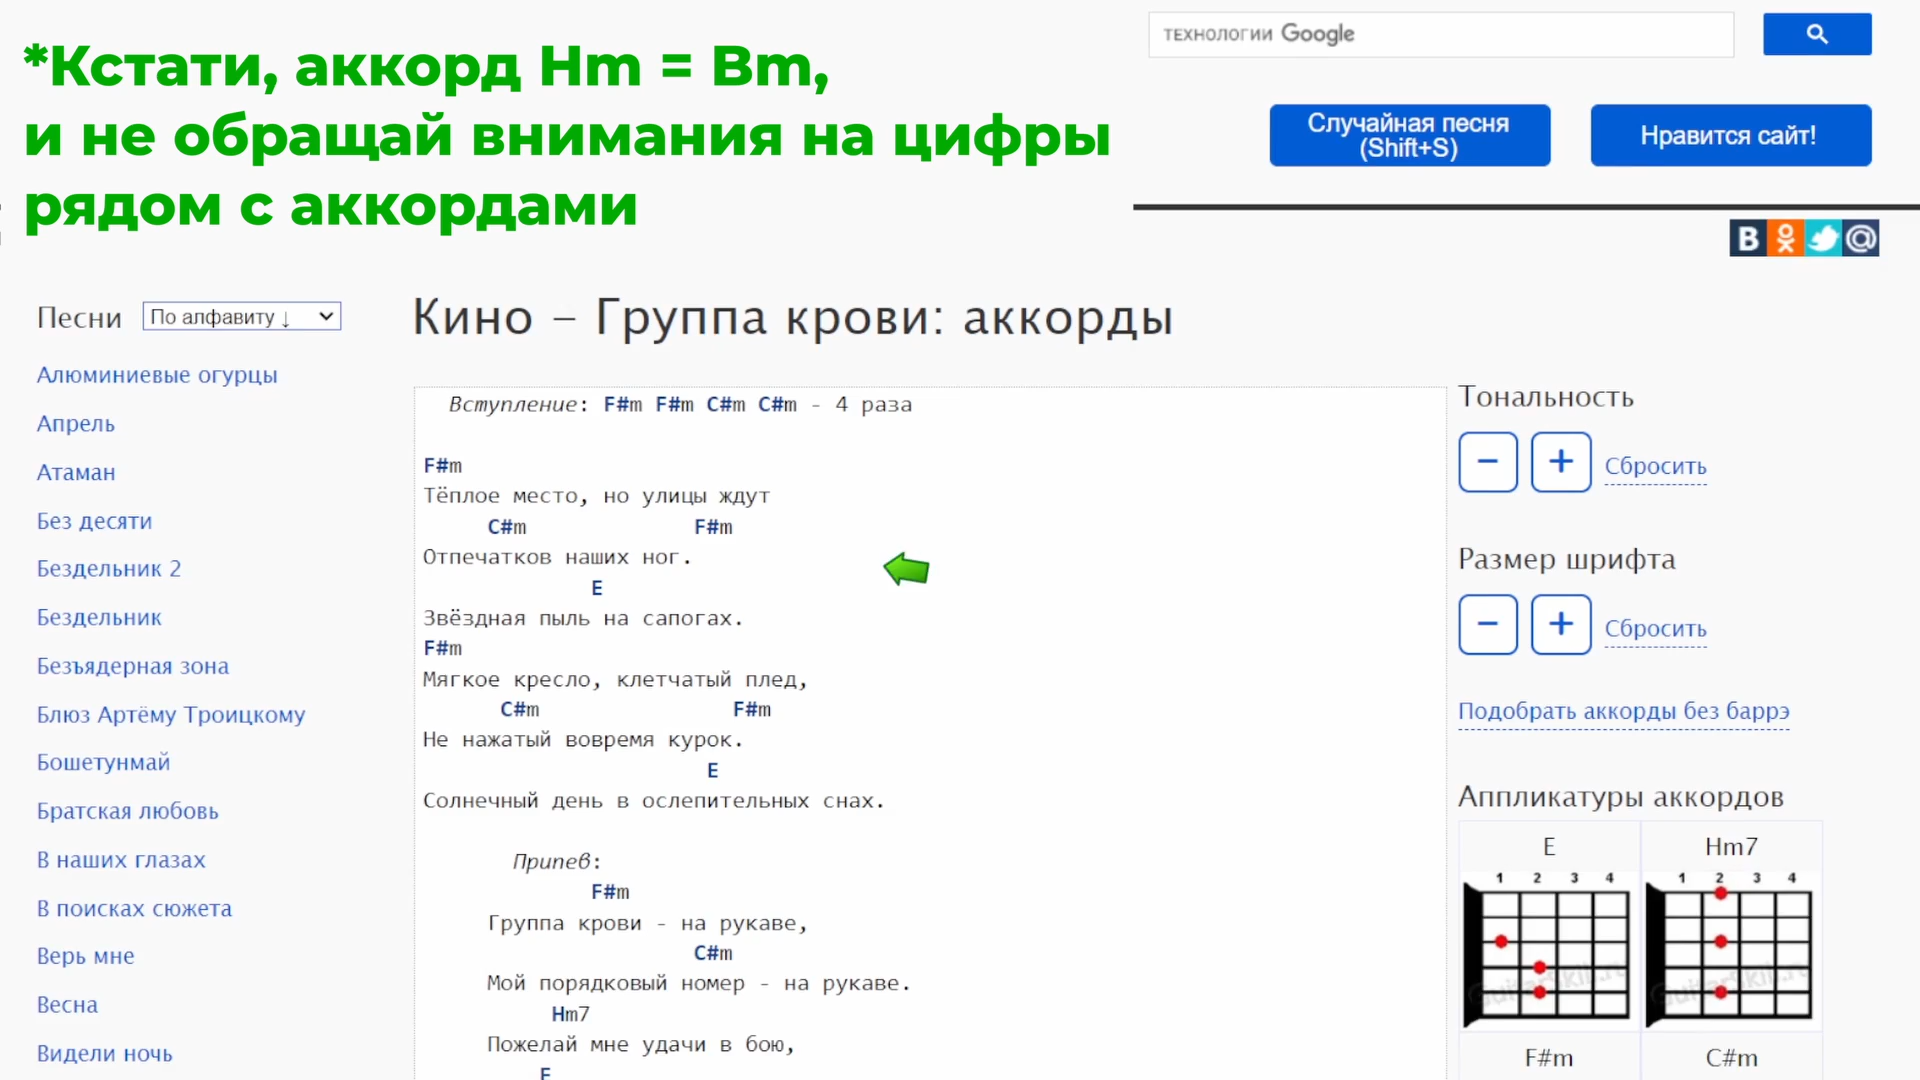 *Кстати, аккорд Hm = Bm,
и не обращай внимания на цифры
рядом с аккордами
технологии Google
Случайная песня
(Shift+S)
Нравится сайт!
Песни По алфавиту ↓
Алюминиевые огурцы
Апрель
Атаман
Без десяти
Бездельник 2
Бездельник
Безъядерная зона
Блюз Артёму Троицкому
Бошетунмай
Братская любовь
В наших глазах
В поисках сюжета
Верь мне
Весна
Видели ночь
Кино – Группа крови: аккорды
Вступление: F#m F#m C#m C#m - 4 раза
F#m
Тёплое место, но улицы ждут
C#m F#m
Отпечатков наших ног.
E
Звёздная пыль на сапогах.
F#m
Мягкое кресло, клетчатый плед,
C#m F#m
Не нажатый вовремя курок.
E
Солнечный день в ослепительных снах.
Припев:
F#m
Группа крови - на рукаве,
C#m
Мой порядковый номер - на рукаве.
Hm7
Пожелай мне удачи в бою,
E
Тональность
− + Сбросить
Размер шрифта
− + Сбросить
Подобрать аккорды без баррэ
Аппликатуры аккордов
E Hm7
1 2 3 4 1 2 3 4
F#m C#m